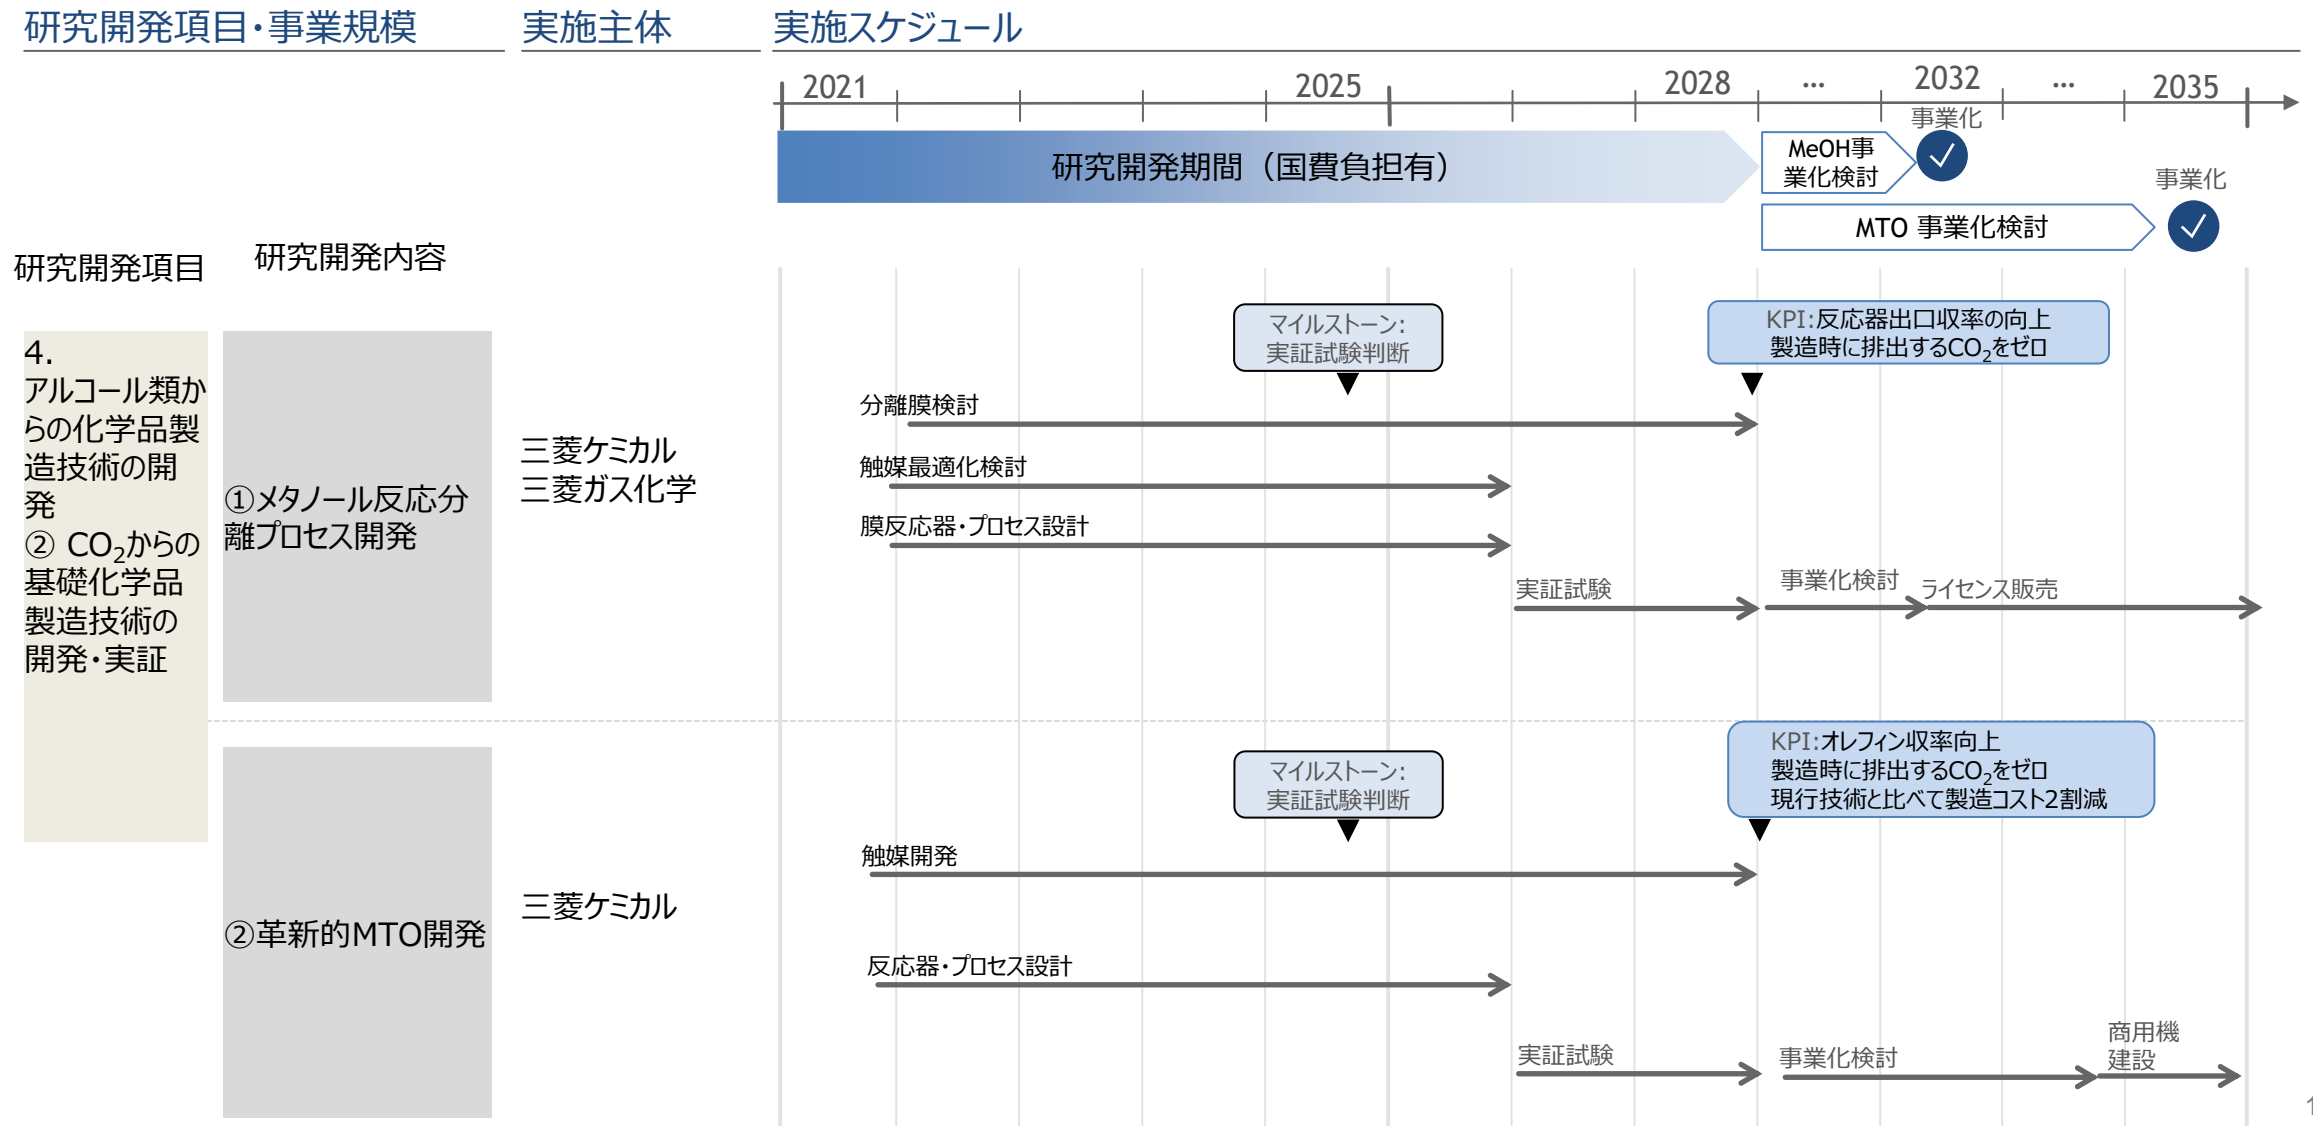 研究開発項目・事業規模
実施主体
実施スケジュール
2021
2025
2028
…
2032
…
2035
事業化
研究開発期間（国費負担有）
MeOH事
業化検討
事業化
MTO 事業化検討
研究開発項目
研究開発内容
4.
アルコール類か
らの化学品製
造技術の開
発
② CO₂からの
基礎化学品
製造技術の
開発・実証
①メタノール反応分
離プロセス開発
三菱ケミカル
三菱ガス化学
マイルストーン:
実証試験判断
KPI:反応器出口収率の向上
製造時に排出するCO₂をゼロ
分離膜検討
触媒最適化検討
膜反応器・プロセス設計
実証試験
事業化検討
ライセンス販売
②革新的MTO開発
三菱ケミカル
マイルストーン:
実証試験判断
KPI:オレフィン収率向上
製造時に排出するCO₂をゼロ
現行技術と比べて製造コスト2割減
触媒開発
反応器・プロセス設計
実証試験
事業化検討
商用機
建設